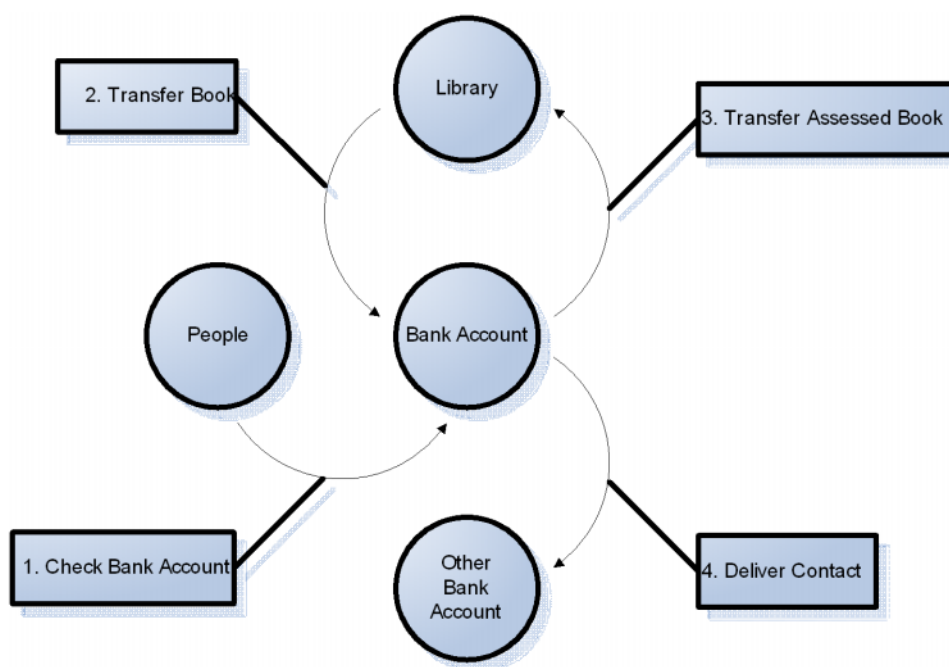 Library
2. Transfer Book
3. Transfer Assessed Book
People
Bank Account
1. Check Bank Account
Other
Bank
Account
4. Deliver Contact